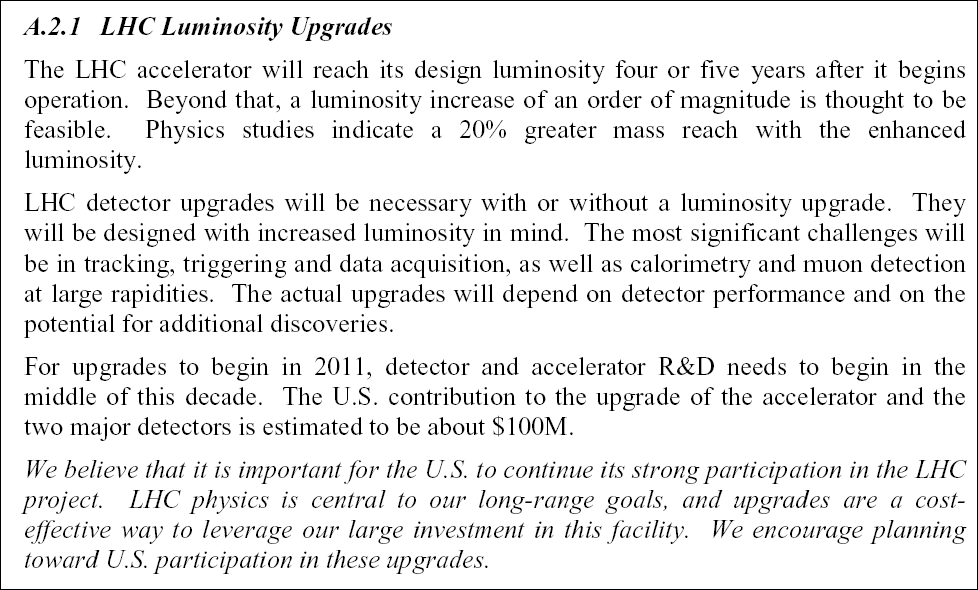 A.2.1 LHC Luminosity Upgrades
The LHC accelerator will reach its design luminosity four or five years after it begins
operation. Beyond that, a luminosity increase of an order of magnitude is thought to be
feasible. Physics studies indicate a 20% greater mass reach with the enhanced
luminosity.
LHC detector upgrades will be necessary with or without a luminosity upgrade. They
will be designed with increased luminosity in mind. The most significant challenges will
be in tracking, triggering and data acquisition, as well as calorimetry and muon detection
at large rapidities. The actual upgrades will depend on detector performance and on the
potential for additional discoveries.
For upgrades to begin in 2011, detector and accelerator R&D needs to begin in the
middle of this decade. The U.S. contribution to the upgrade of the accelerator and the
two major detectors is estimated to be about $100M.
We believe that it is important for the U.S. to continue its strong participation in the LHC
project. LHC physics is central to our long-range goals, and upgrades are a cost-
effective way to leverage our large investment in this facility. We encourage planning
toward U.S. participation in these upgrades.